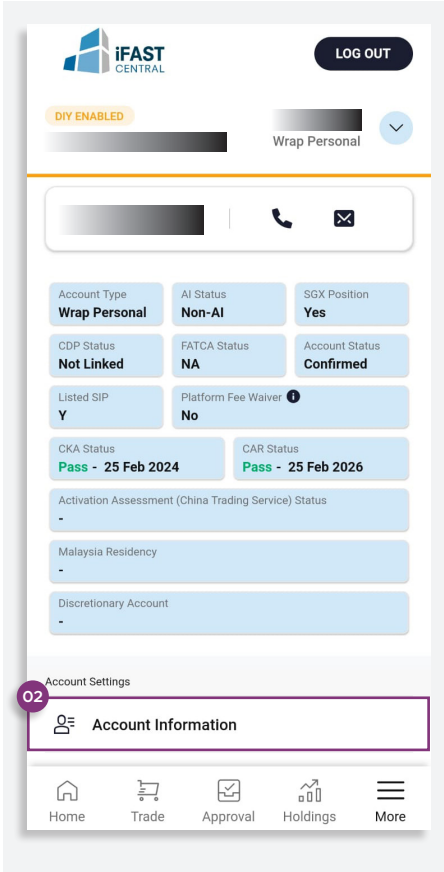 iFAST
CENTRAL
LOG OUT
DIY ENABLED
Wrap Personal
Account Type
Wrap Personal
AI Status
Non-AI
SGX Position
Yes
CDP Status
Not Linked
FATCA Status
NA
Account Status
Confirmed
Listed SIP
Y
Platform Fee Waiver
No
CKA Status
Pass - 25 Feb 2024
CAR Status
Pass - 25 Feb 2026
Activation Assessment (China Trading Service) Status
-
Malaysia Residency
-
Discretionary Account
-
Account Settings
02
Account Information
Home
Trade
Approval
Holdings
More